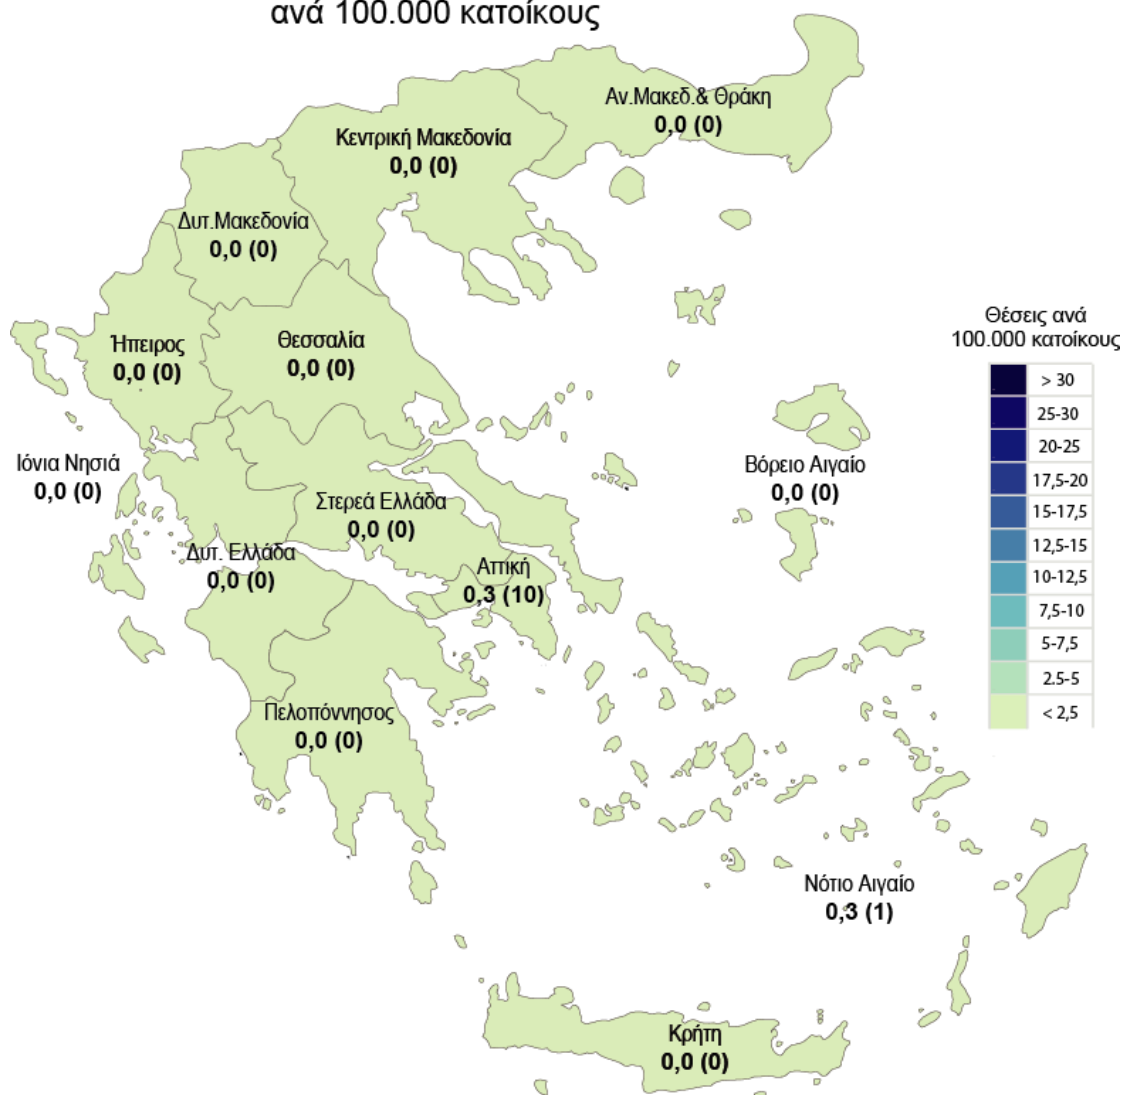 ανά 100.000 κατοίκους
Αν.Μακεδ.& Θράκη
0,0 (0)
Κεντρική Μακεδονία
0,0 (0)
Δυτ.Μακεδονία
0,0 (0)
Ήπειρος
0,0 (0)
Θεσσαλία
0,0 (0)
Ιόνια Νησιά
0,0 (0)
Στερεά Ελλάδα
0,0 (0)
Βόρειο Αιγαίο
0,0 (0)
Δυτ. Ελλάδα
0,0 (0)
Αττική
0,3 (10)
Πελοπόννησος
0,0 (0)
Νότιο Αιγαίο
0,3 (1)
Κρήτη
0,0 (0)
Θέσεις ανά
100.000 κατοίκους
> 30
25-30
20-25
17,5-20
15-17,5
12,5-15
10-12,5
7,5-10
5-7,5
2.5-5
< 2,5